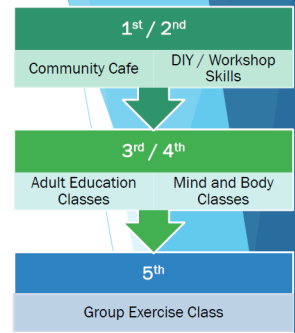 1st / 2nd
Community Cafe
DIY / Workshop
Skills
3rd / 4th
Adult Education
Classes
Mind and Body
Classes
5th
Group Exercise Class